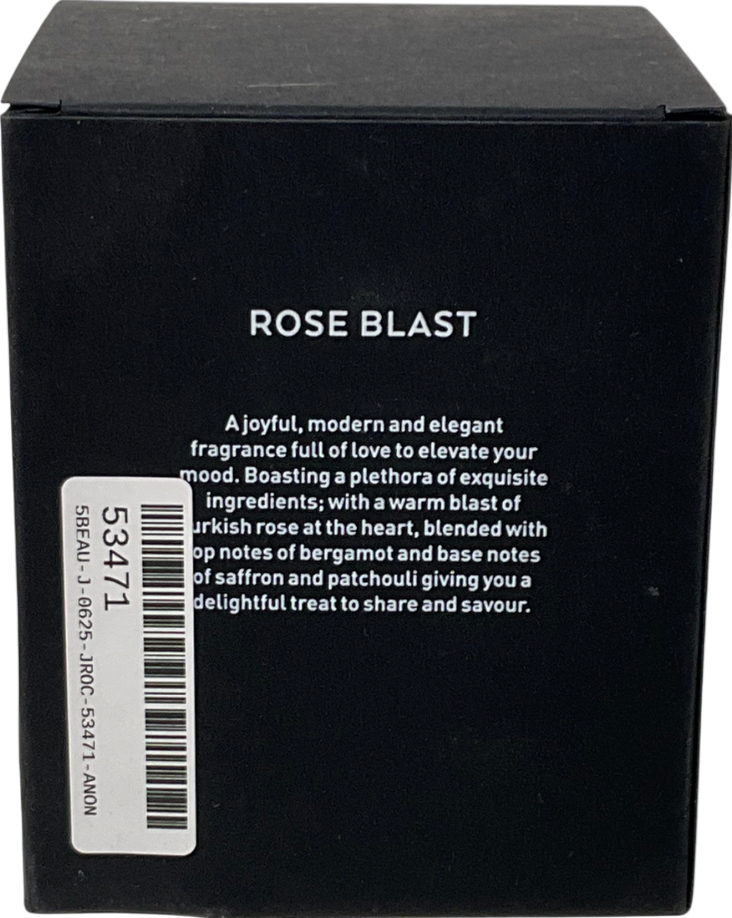 ROSE BLAST
A joyful, modern and elegant
fragrance full of love to elevate your
mood. Boasting a plethora of exquisite
ingredients; with a warm blast of
urkish rose at the heart, blended with
op notes of bergamot and base notes
of saffron and patchouli giving you a
delightful treat to share and savour.
53471
5BEAU-J-0625-JROC-53471-ANON